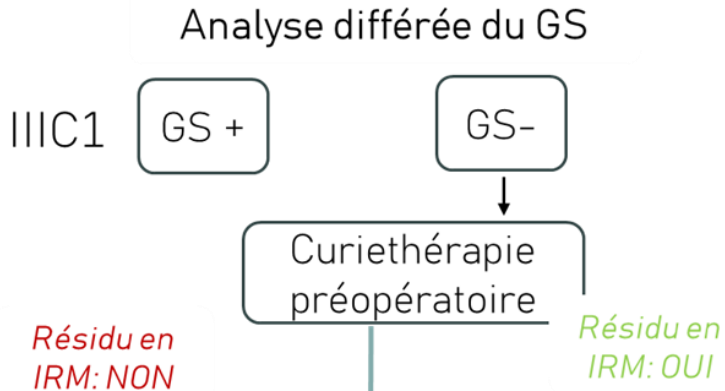 Analyse différée du GS
IIIC1
GS +
GS-
Curiethérapie
préopératoire
Résidu en
IRM: NON
Résidu en
IRM: OUI